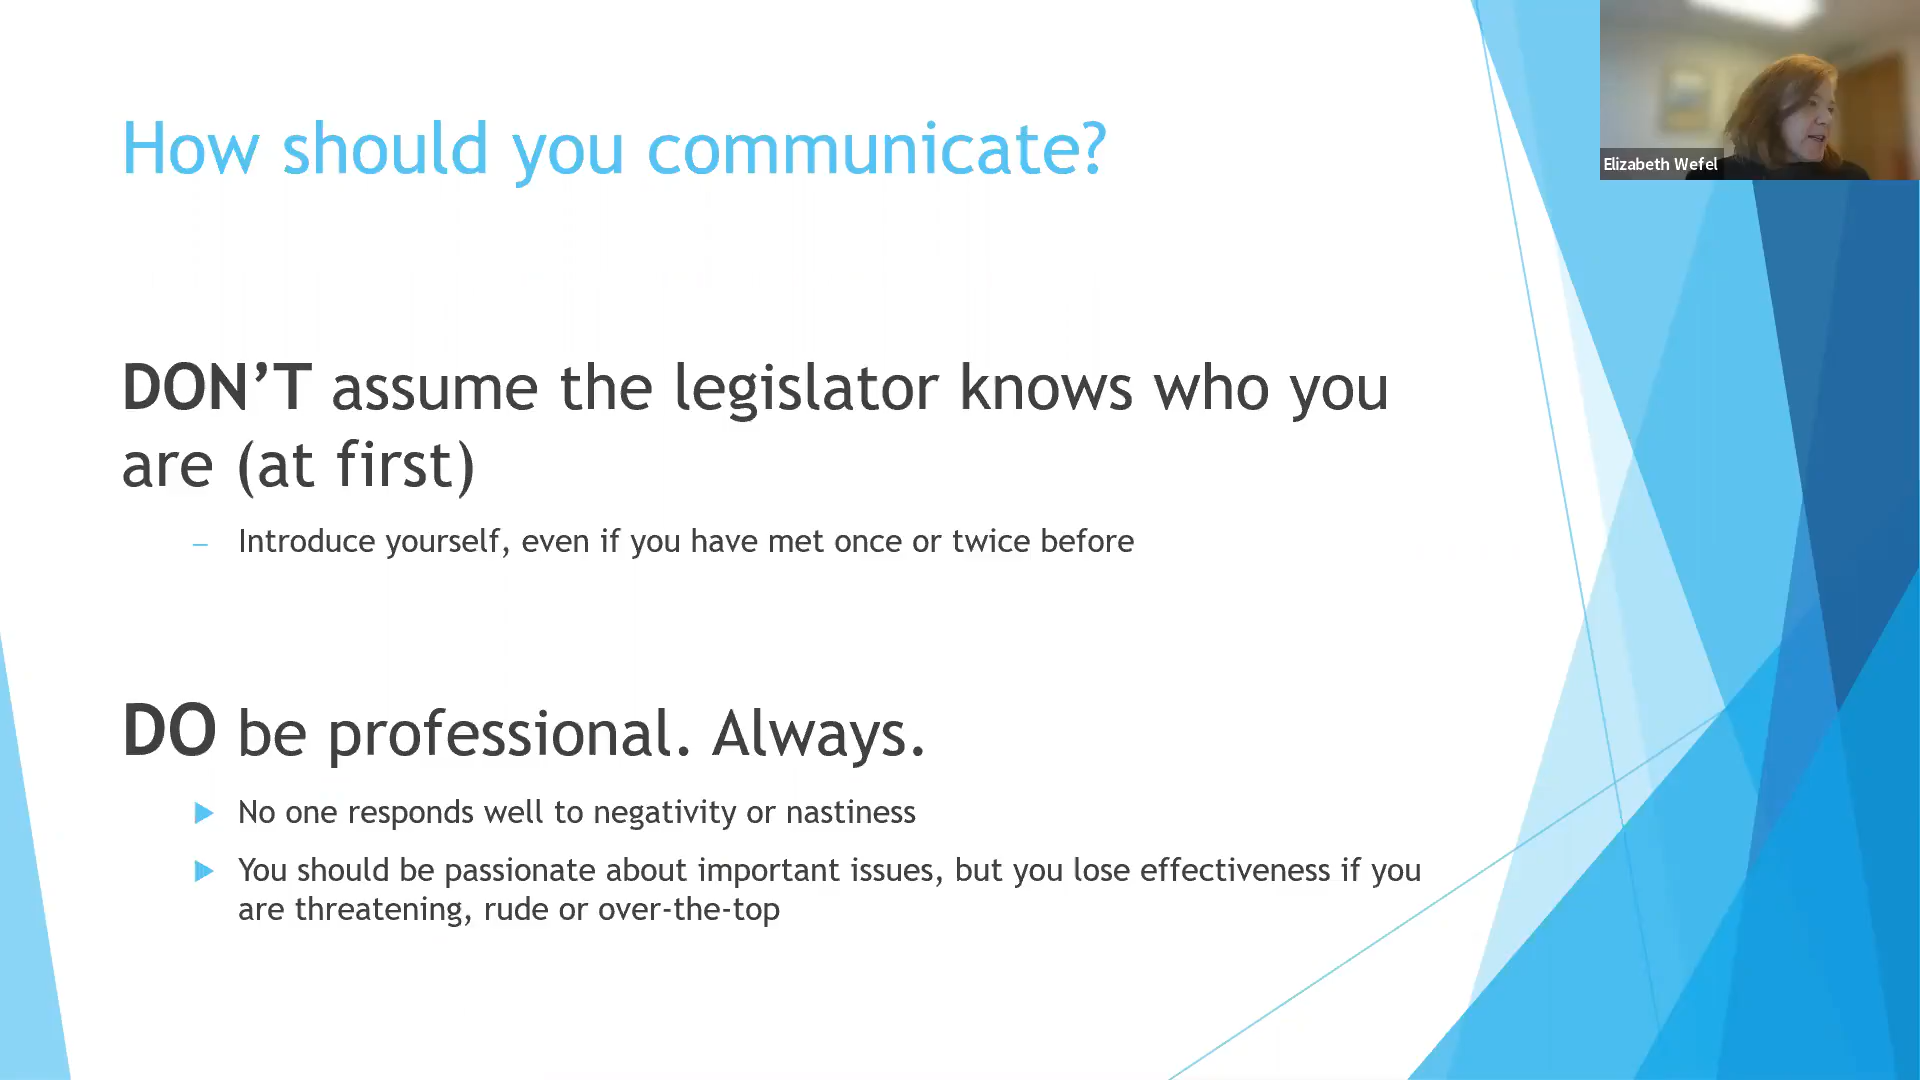 How should you communicate?
Elizabeth Wefel
DON’T assume the legislator knows who you
are (at first)
– Introduce yourself, even if you have met once or twice before
DO be professional. Always.
No one responds well to negativity or nastiness
You should be passionate about important issues, but you lose effectiveness if you
are threatening, rude or over-the-top